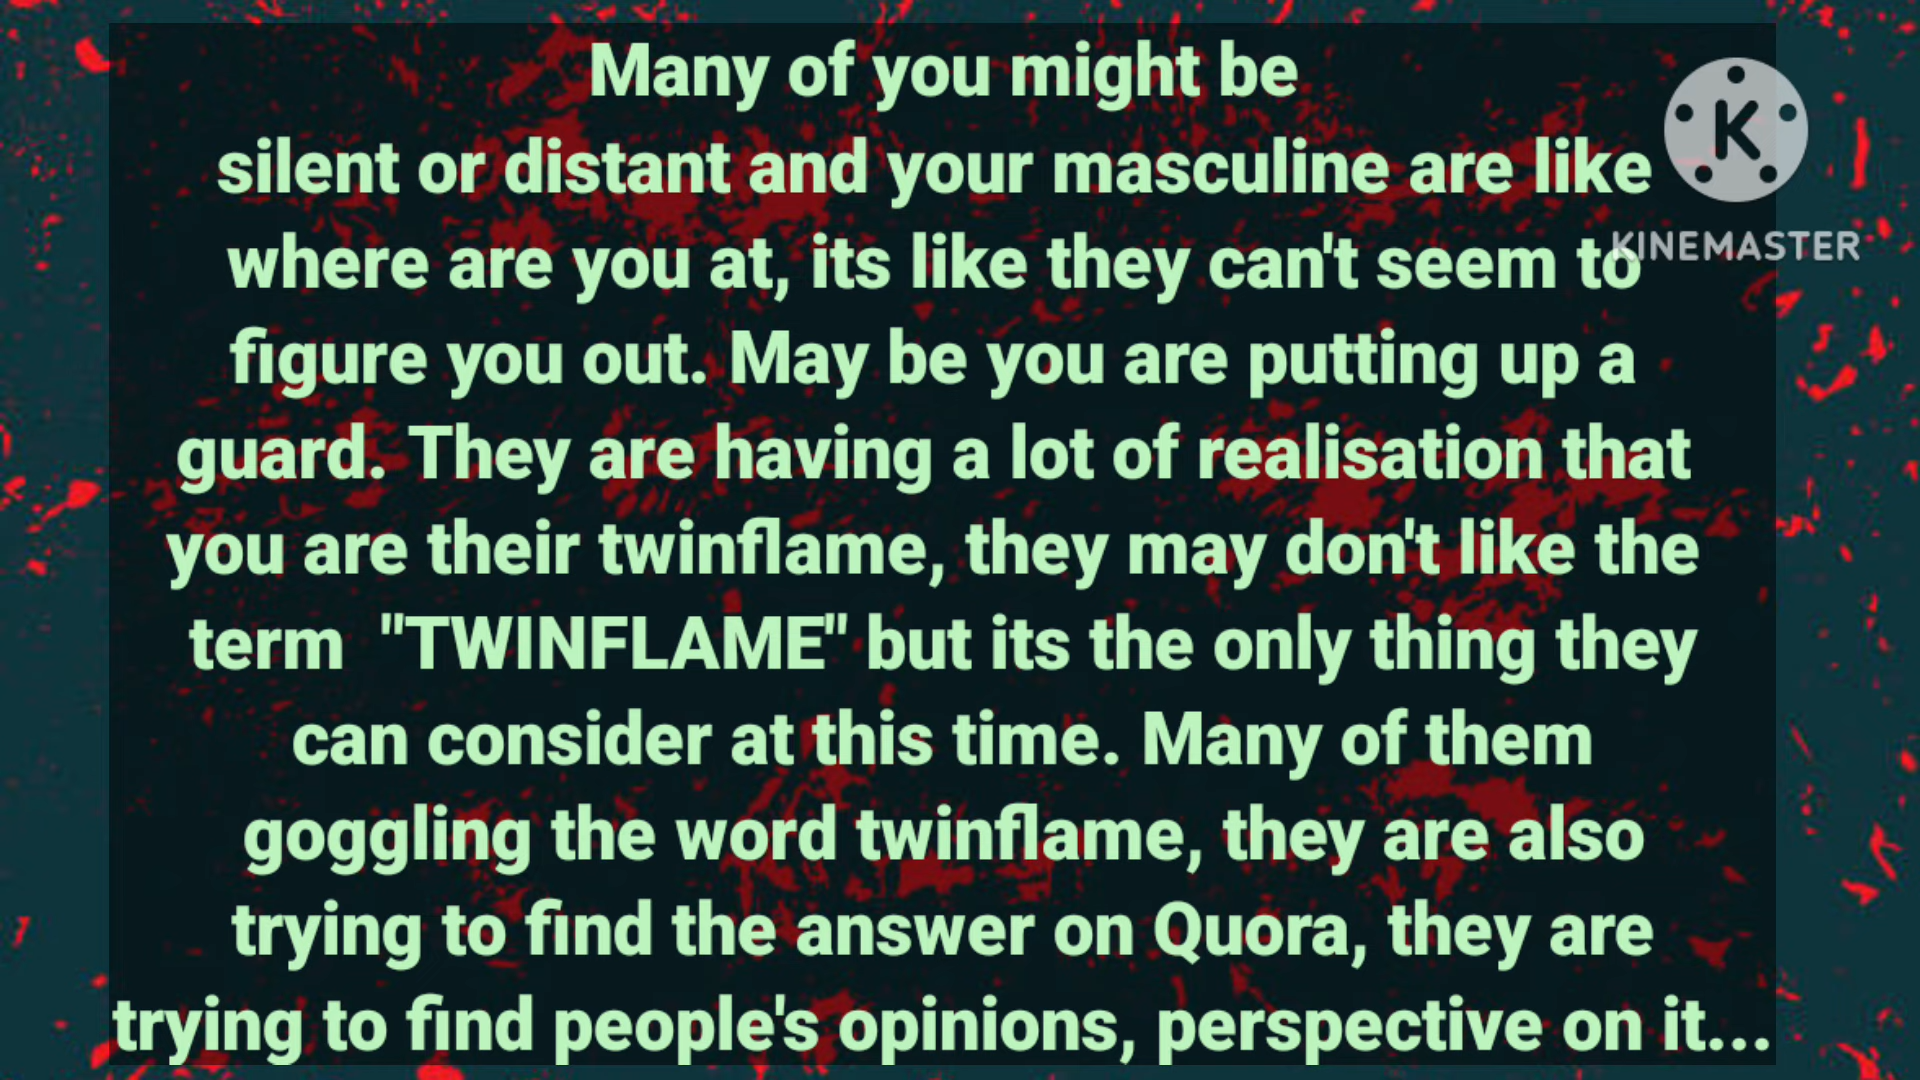 Many of you might be
silent or distant and your masculine are like
where are you at, its like they can't seem to
figure you out. May be you are putting up a
guard. They are having a lot of realisation that
you are their twinflame, they may don't like the
term "TWINFLAME" but its the only thing they
can consider at this time. Many of them
goggling the word twinflame, they are also
trying to find the answer on Quora, they are
trying to find people's opinions, perspective on it...
K
KINEMASTER